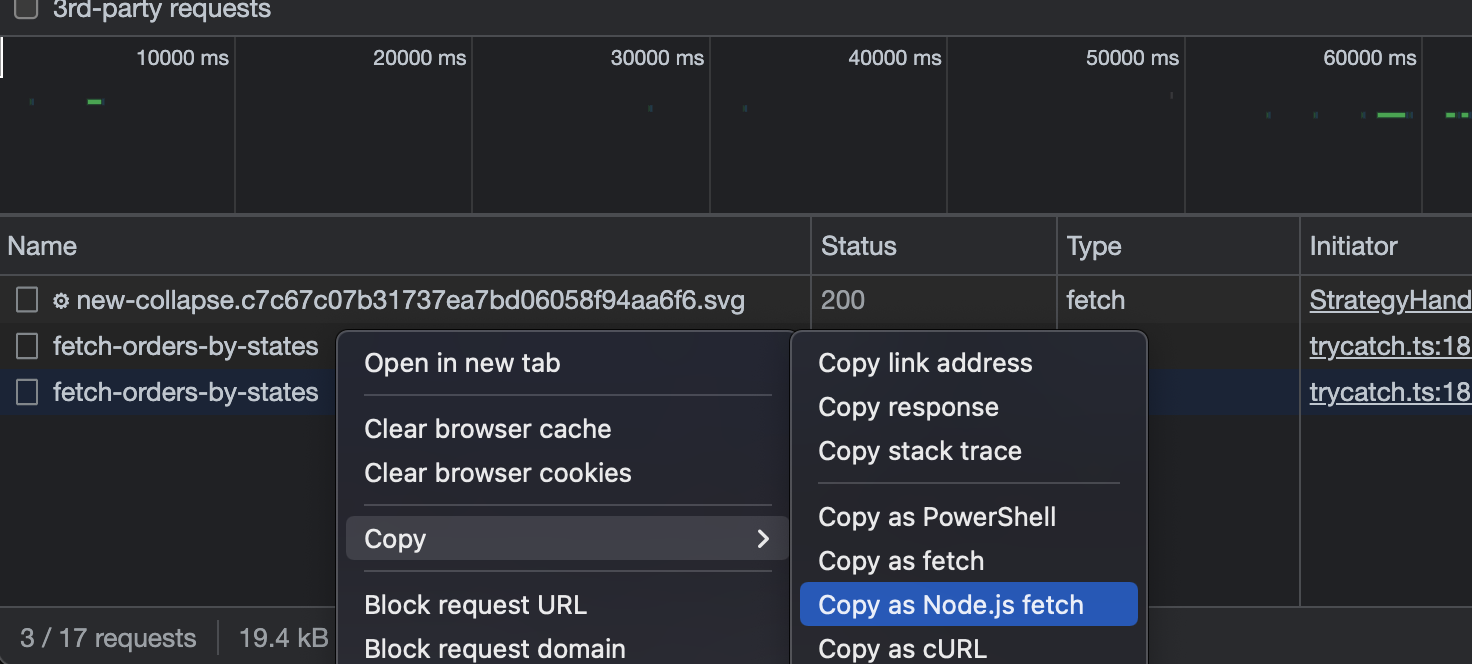 3rd-party requests
10000 ms 20000 ms 30000 ms 40000 ms 50000 ms 60000 ms
Name Status Type Initiator
new-collapse.c7c67c07b31737ea7bd06058f94aa6f6.svg 200 fetch StrategyHand
fetch-orders-by-states trycatch.ts:18
fetch-orders-by-states trycatch.ts:18
Open in new tab
Clear browser cache
Clear browser cookies
Copy
Block request URL
Block request domain
Copy link address
Copy response
Copy stack trace
Copy as PowerShell
Copy as fetch
Copy as Node.js fetch
Copy as cURL
3 / 17 requests 19.4 kB